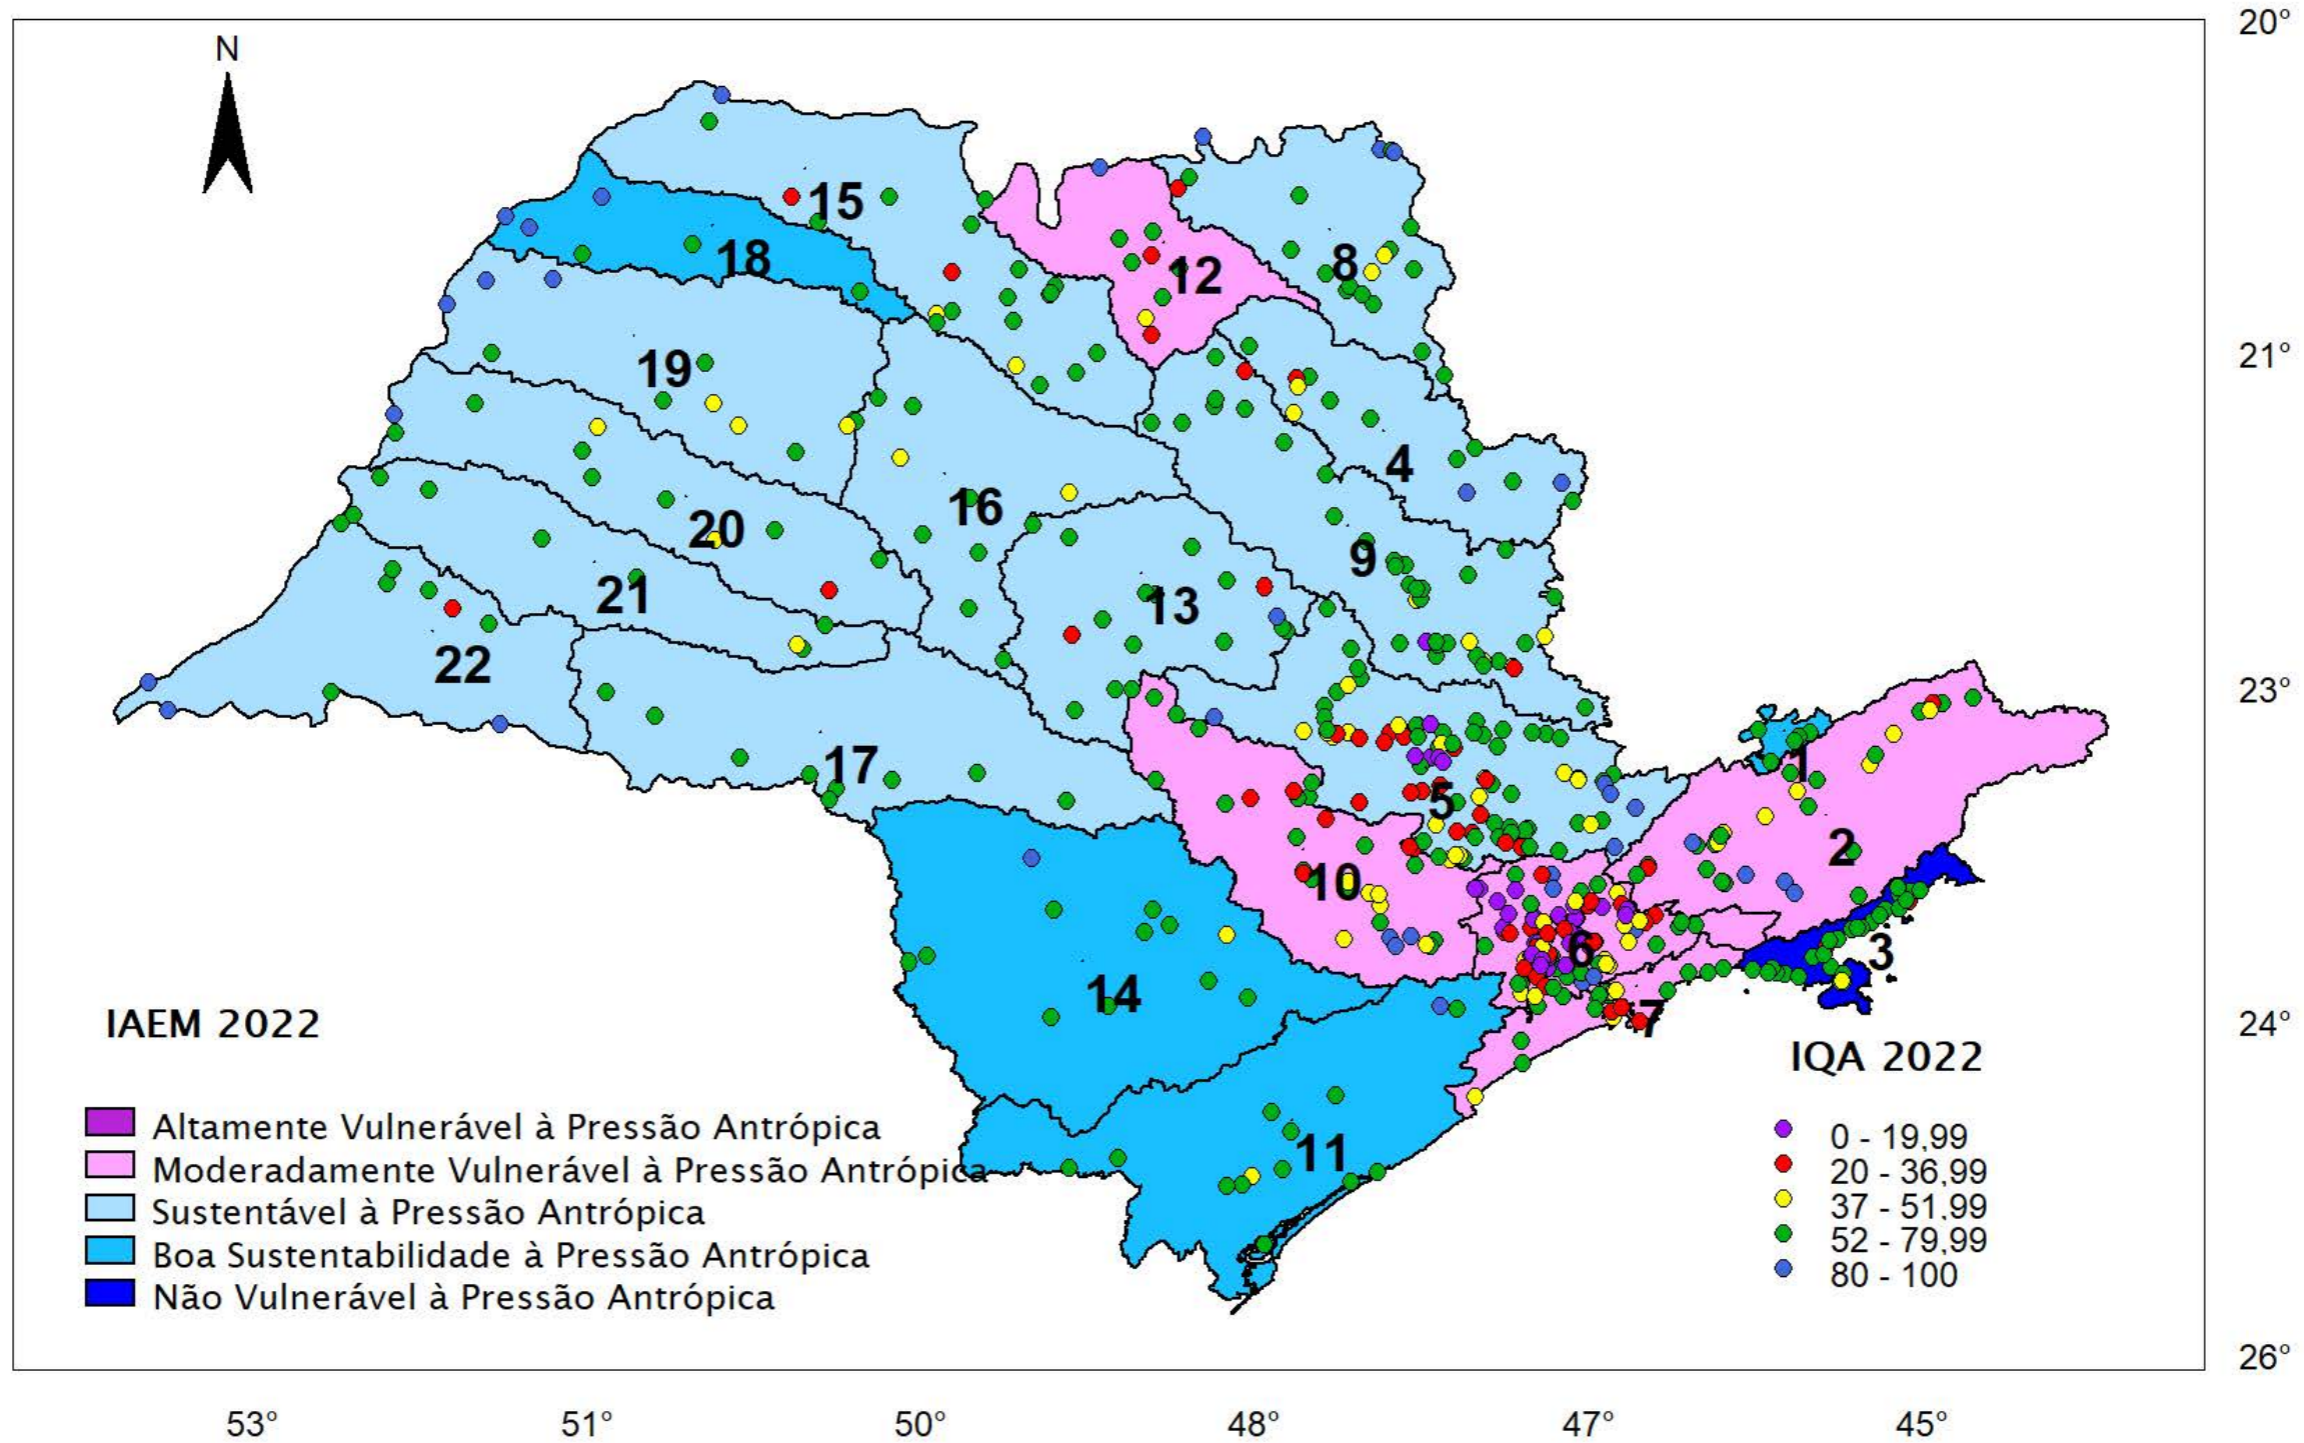 20°
N
15
18
12
8
21°
19
4
16
20
9
21
13
22
23°
17
1
5
2
10
6
3
14
7
24°
IAEM 2022
IQA 2022
Altamente Vulnerável à Pressão Antrópica
Moderadamente Vulnerável à Pressão Antrópica
Sustentável à Pressão Antrópica
Boa Sustentabilidade à Pressão Antrópica
Não Vulnerável à Pressão Antrópica
11
0 - 19,99
20 - 36,99
37 - 51,99
52 - 79,99
80 - 100
26°
53° 51° 50° 48° 47° 45°